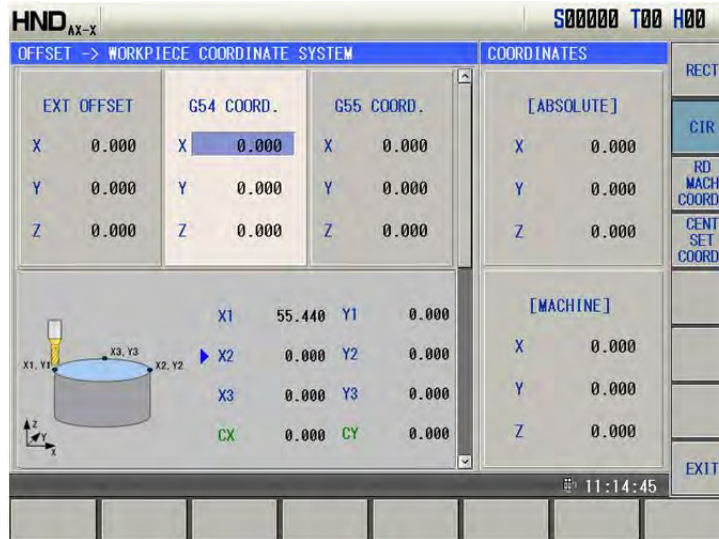 HND AX-X S00000 T00 H00
OFFSET -> WORKPIECE COORDINATE SYSTEM COORDINATES
EXT OFFSET G54 COORD. G55 COORD. [ABSOLUTE]
X 0.000 X 0.000 X 0.000 X 0.000
Y 0.000 Y 0.000 Y 0.000 Y 0.000
Z 0.000 Z 0.000 Z 0.000 Z 0.000
X1 55.440 Y1 0.000
X2 0.000 Y2 0.000
X3 0.000 Y3 0.000
CX 0.000 CY 0.000
X1, Y1
X3, Y3
X2, Y2
Z
Y
X
[MACHINE]
X 0.000
Y 0.000
Z 0.000
11:14:45
RECT
CIR
RD
MACH
COORD
CENT
SET
COORD
EXIT